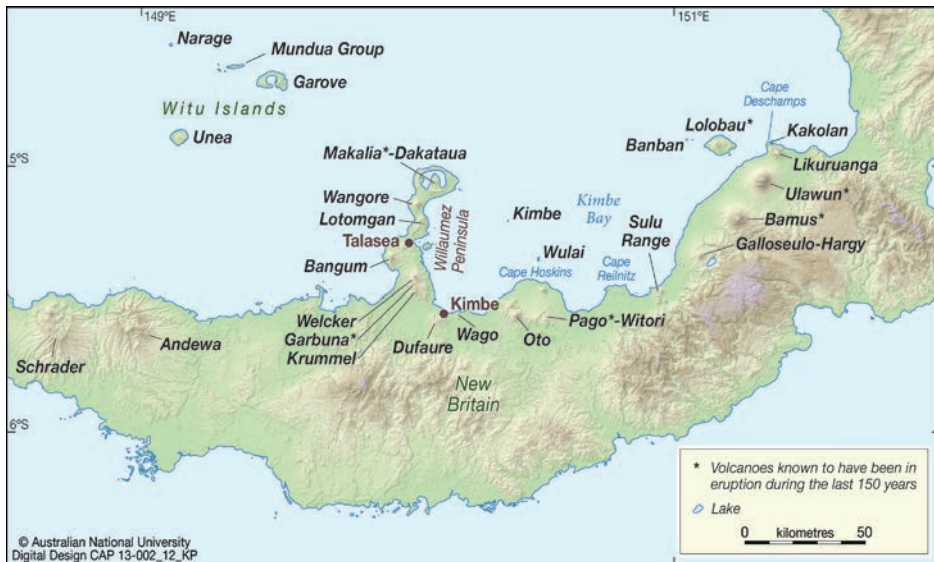 149°E
151°E
Narage
Mundua Group
Garove
Witu Islands
Unea
Cape
Deschamps
Lolobau*
Kakolan
Banban
Likuruanga
5°S
Makalia*-Dakataua
Ulawun*
Wangore
Kimbe
Kimbe
Bay
Sulu
Range
Bamus*
Lotomgan
Willaumez
Peninsula
Talasea
Galloseulo-Hargy
Wulai
Bangum
Cape Hoskins
Cape
Reilnitz
Kimbe
Welcker
Garbuna*
Krummel
Wago
Pago*-Witori
Schrader
Andewa
Dufaure
Oto
New
Britain
6°S
* Volcanoes known to have been in
eruption during the last 150 years
Lake
0 kilometres 50
© Australian National University
Digital Design CAP 13-002_12_KP